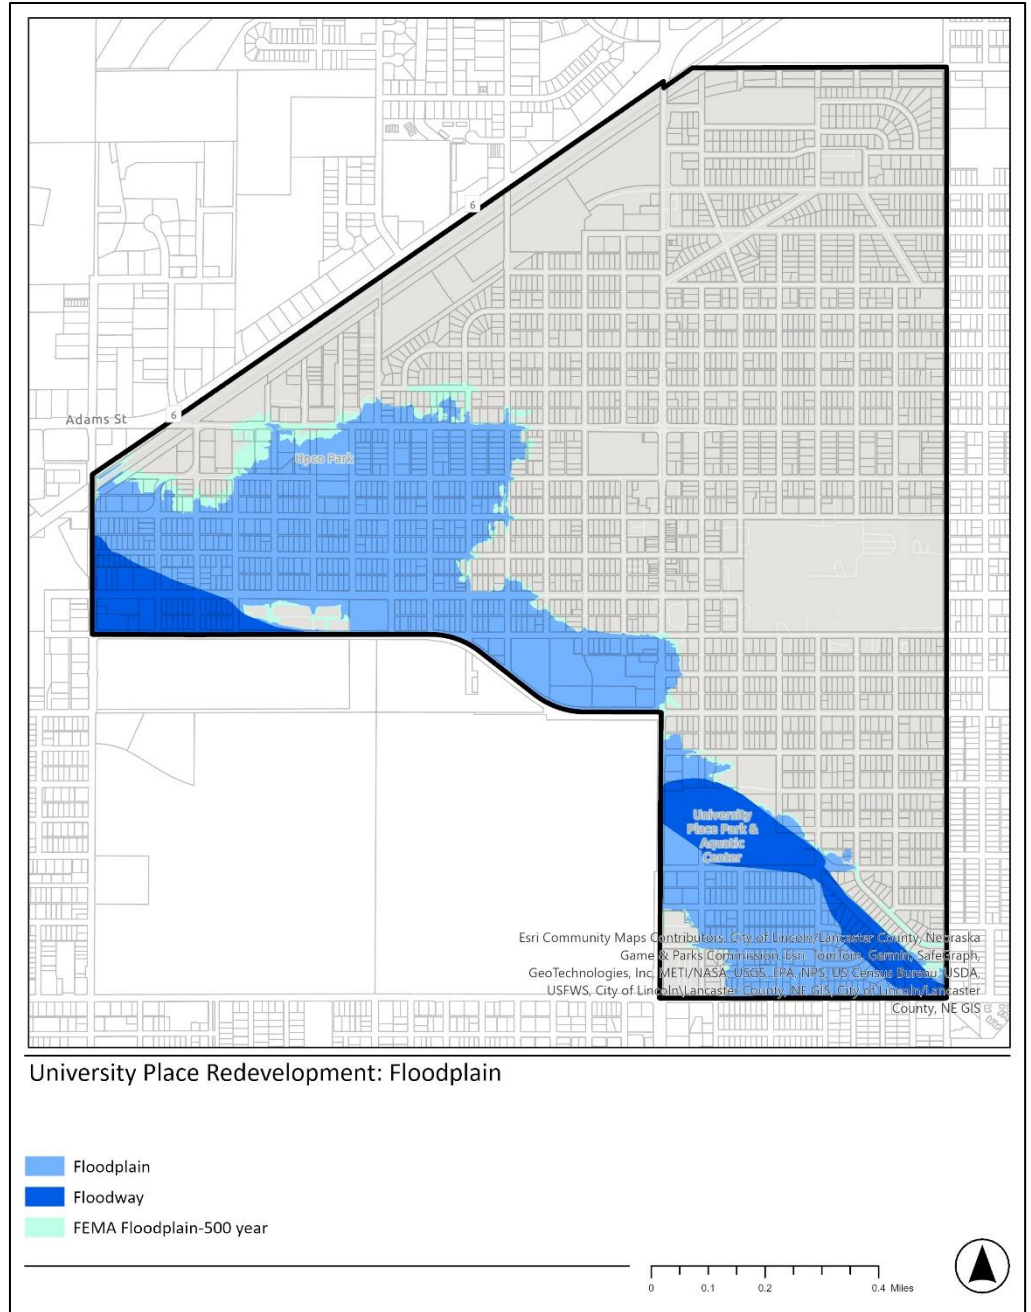 6
Adams St
6
Upco Park
University
Place Park &
Aquatic
Center
Esri Community Maps Contributors, City of Lincoln/Lancaster County, Nebraska
Game & Parks Commission, Esri, TomTom, Garmin, SafeGraph,
GeoTechnologies, Inc, METI/NASA, USGS, EPA, NPS, US Census Bureau, USDA,
USFWS, City of Lincoln\Lancaster County, NE GIS, City of Lincoln/Lancaster
County, NE GIS
University Place Redevelopment: Floodplain
Floodplain
Floodway
FEMA Floodplain-500 year
0 0.1 0.2 0.4 Miles